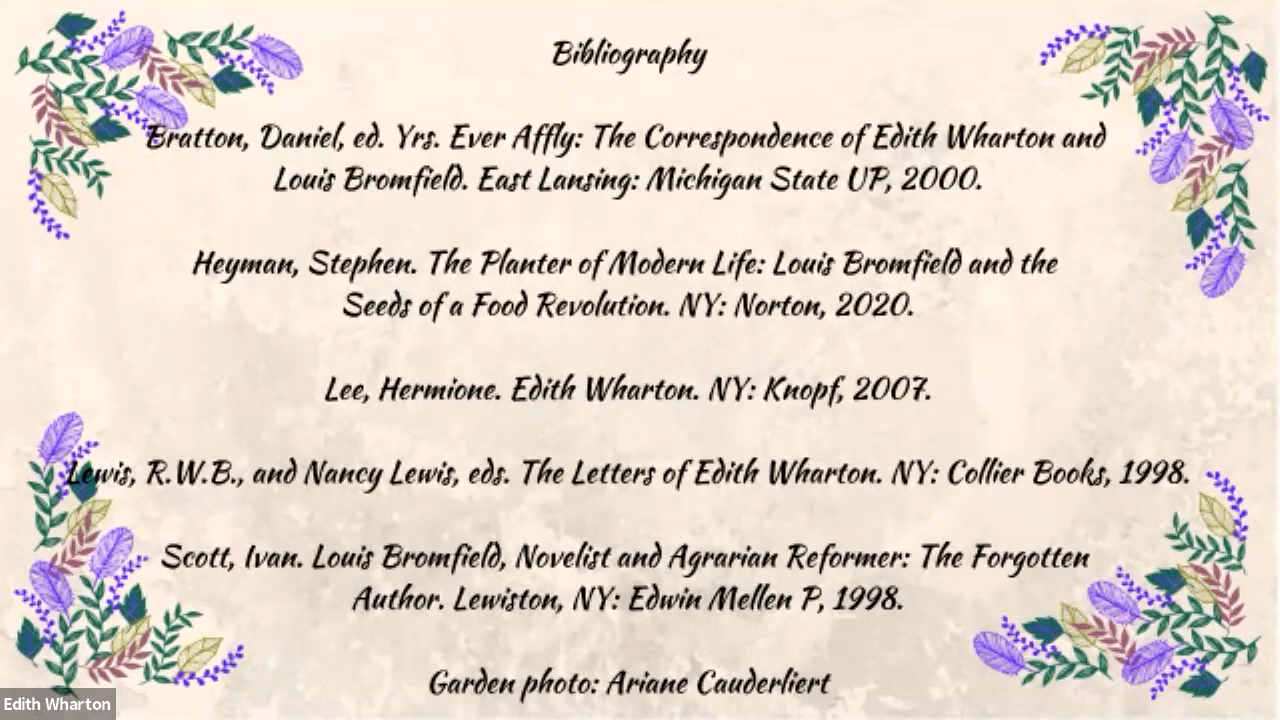 Bibliography
Bratton, Daniel, ed. Yrs. Ever Affly: The Correspondence of Edith Wharton and
Louis Bromfield. East Lansing: Michigan State UP, 2000.
Heyman, Stephen. The Planter of Modern Life: Louis Bromfield and the
Seeds of a Food Revolution. NY: Norton, 2020.
Lee, Hermione. Edith Wharton. NY: Knopf, 2007.
Lewis, R.W.B., and Nancy Lewis, eds. The Letters of Edith Wharton. NY: Collier Books, 1998.
Scott, Ivan. Louis Bromfield, Novelist and Agrarian Reformer: The Forgotten
Author. Lewiston, NY: Edwin Mellen P, 1998.
Garden photo: Ariane Cauderliert
Edith Wharton